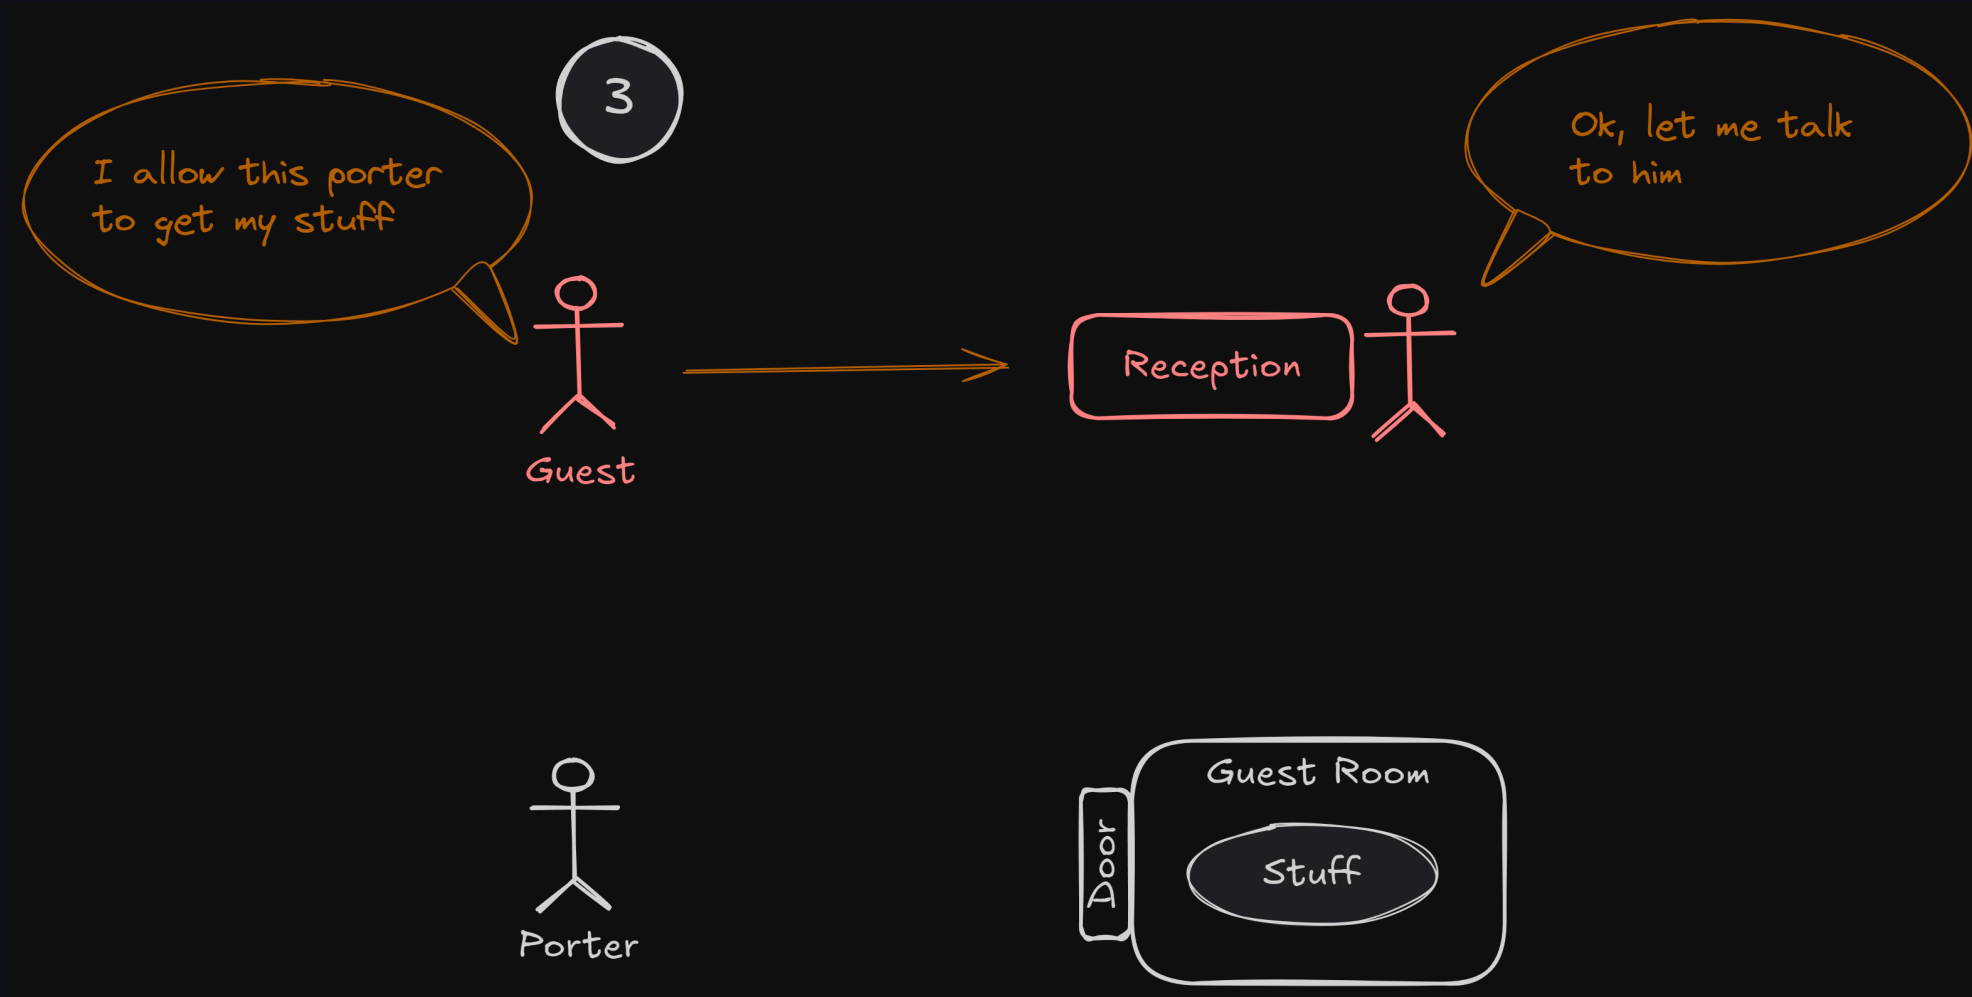 3
I allow this porter
to get my stuff
Ok, let me talk
to him
Reception
Guest
Guest Room
Door
Stuff
Porter